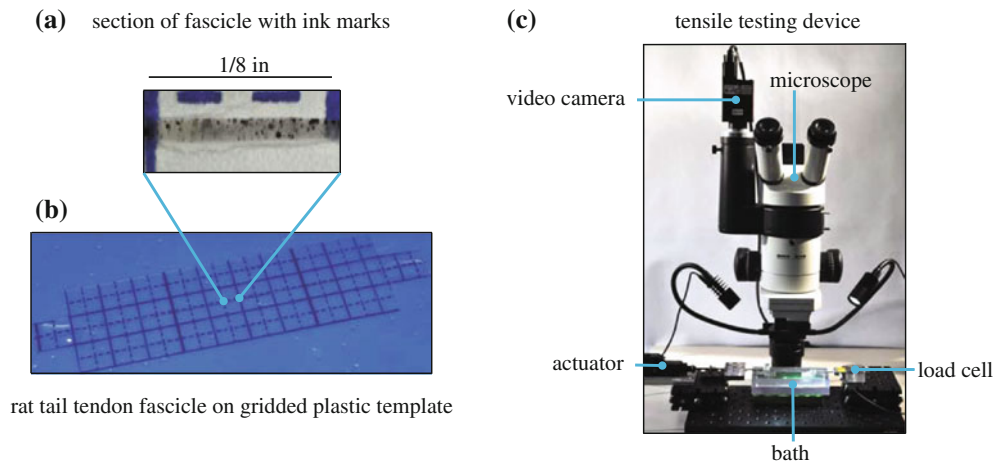 (a) section of fascicle with ink marks
1/8 in
(b)
rat tail tendon fascicle on gridded plastic template
(c) tensile testing device
video camera
microscope
actuator
load cell
bath